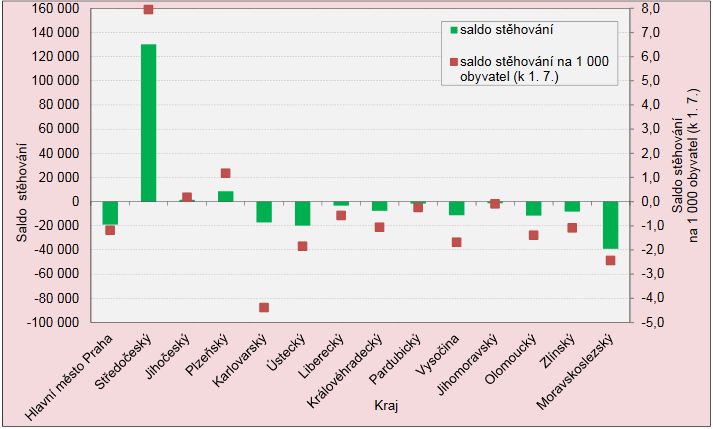 160 000
140 000
120 000
100 000
80 000
60 000
40 000
20 000
0
-20 000
-40 000
-60 000
-80 000
-100 000
Saldo stěhování
8,0
7,0
6,0
5,0
4,0
3,0
2,0
1,0
0,0
-1,0
-2,0
-3,0
-4,0
-5,0
Saldo stěhování
na 1 000 obyvatel (k 1. 7.)
saldo stěhování
saldo stěhování na 1 000
obyvatel (k 1. 7.)
Hlavní město Praha
Středočeský
Jihočeský
Plzeňský
Karlovarský
Ústecký
Liberecký
Královéhradecký
Pardubický
Vysočina
Jihomoravský
Olomoucký
Zlínský
Moravskoslezský
Kraj